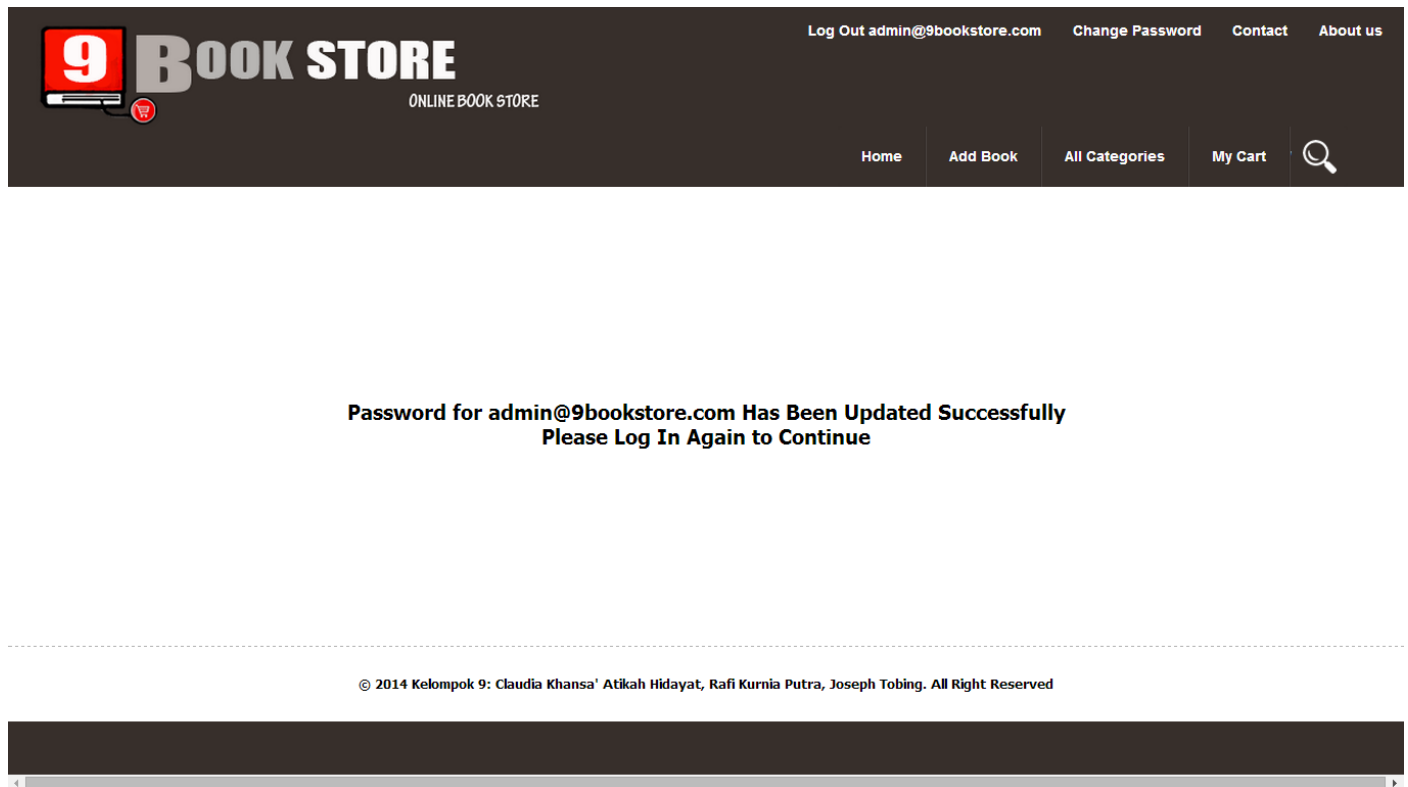 Log Out admin@9bookstore.com Change Password Contact About us
9 BOOK STORE
ONLINE BOOK STORE
Home Add Book All Categories My Cart
Password for admin@9bookstore.com Has Been Updated Successfully
Please Log In Again to Continue
© 2014 Kelompok 9: Claudia Khansa' Atikah Hidayat, Rafi Kurnia Putra, Joseph Tobing. All Right Reserved